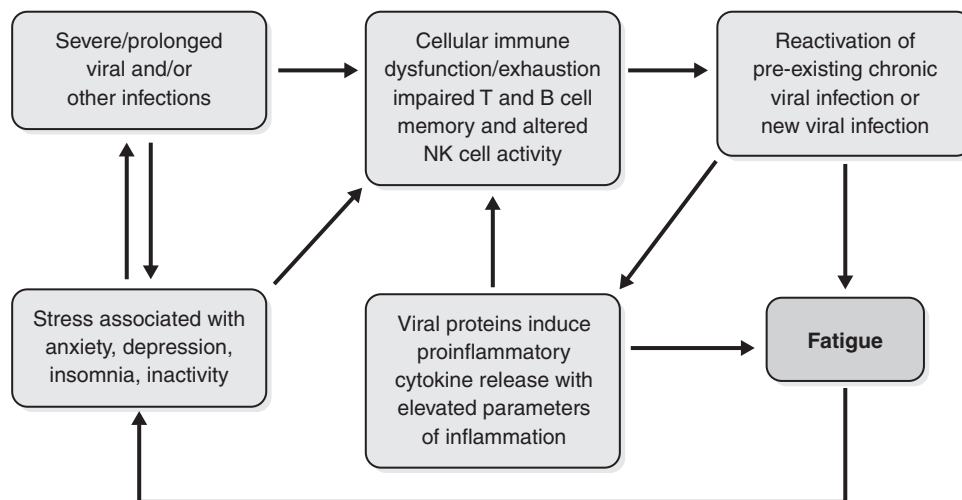 Severe/prolonged
viral and/or
other infections
Cellular immune
dysfunction/exhaustion
impaired T and B cell
memory and altered
NK cell activity
Reactivation of
pre-existing chronic
viral infection or
new viral infection
Stress associated with
anxiety, depression,
insomnia, inactivity
Viral proteins induce
proinflammatory
cytokine release with
elevated parameters
of inflammation
Fatigue